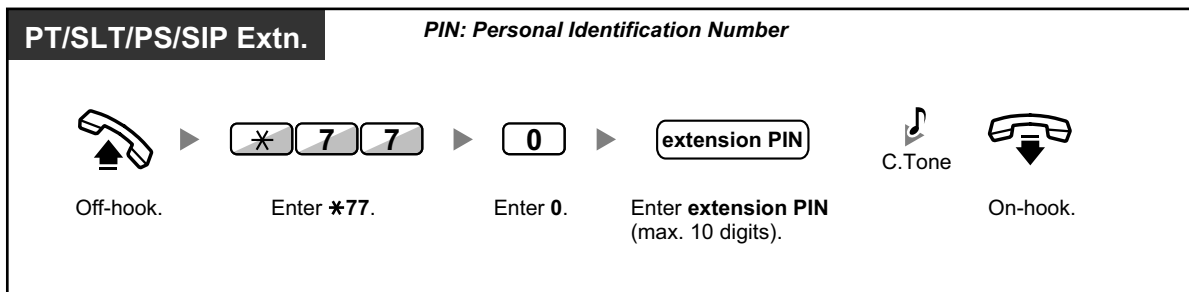 PT/SLT/PS/SIP Extn.
PIN: Personal Identification Number
* 7 7 0 extension PIN
C.Tone
Off-hook. Enter *77. Enter 0. Enter extension PIN On-hook.
(max. 10 digits).